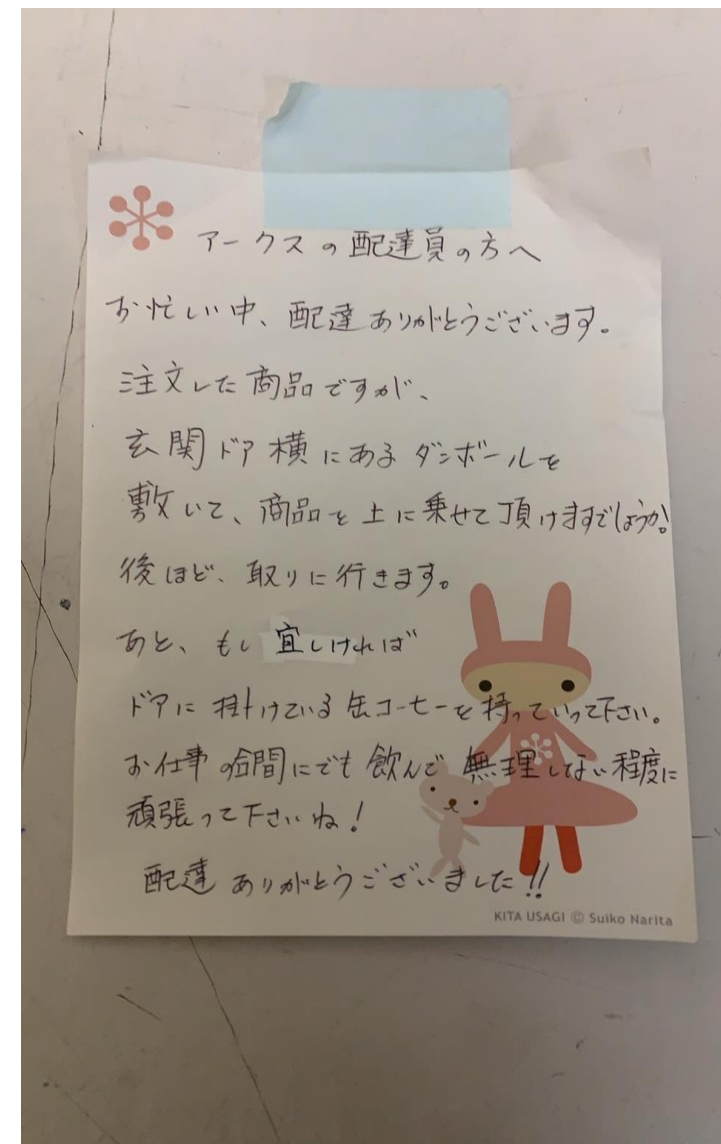 アークスの配達員の方へ
お忙しい中、配達ありがとうございます。
注文した商品ですが、
玄関ドア横にあるダンボールを
敷いて、商品を上に乗せて頂けますでしょうか。
後ほど、取りに行きます。
あと、もし宜しければ
ドアに掛けている缶コーヒーを持っていって下さい。
お仕事の合間にでも飲んで無理しない程度に
頑張って下さいね!
配達ありがとうございました!!
KITA USAGI © Suiko Narita